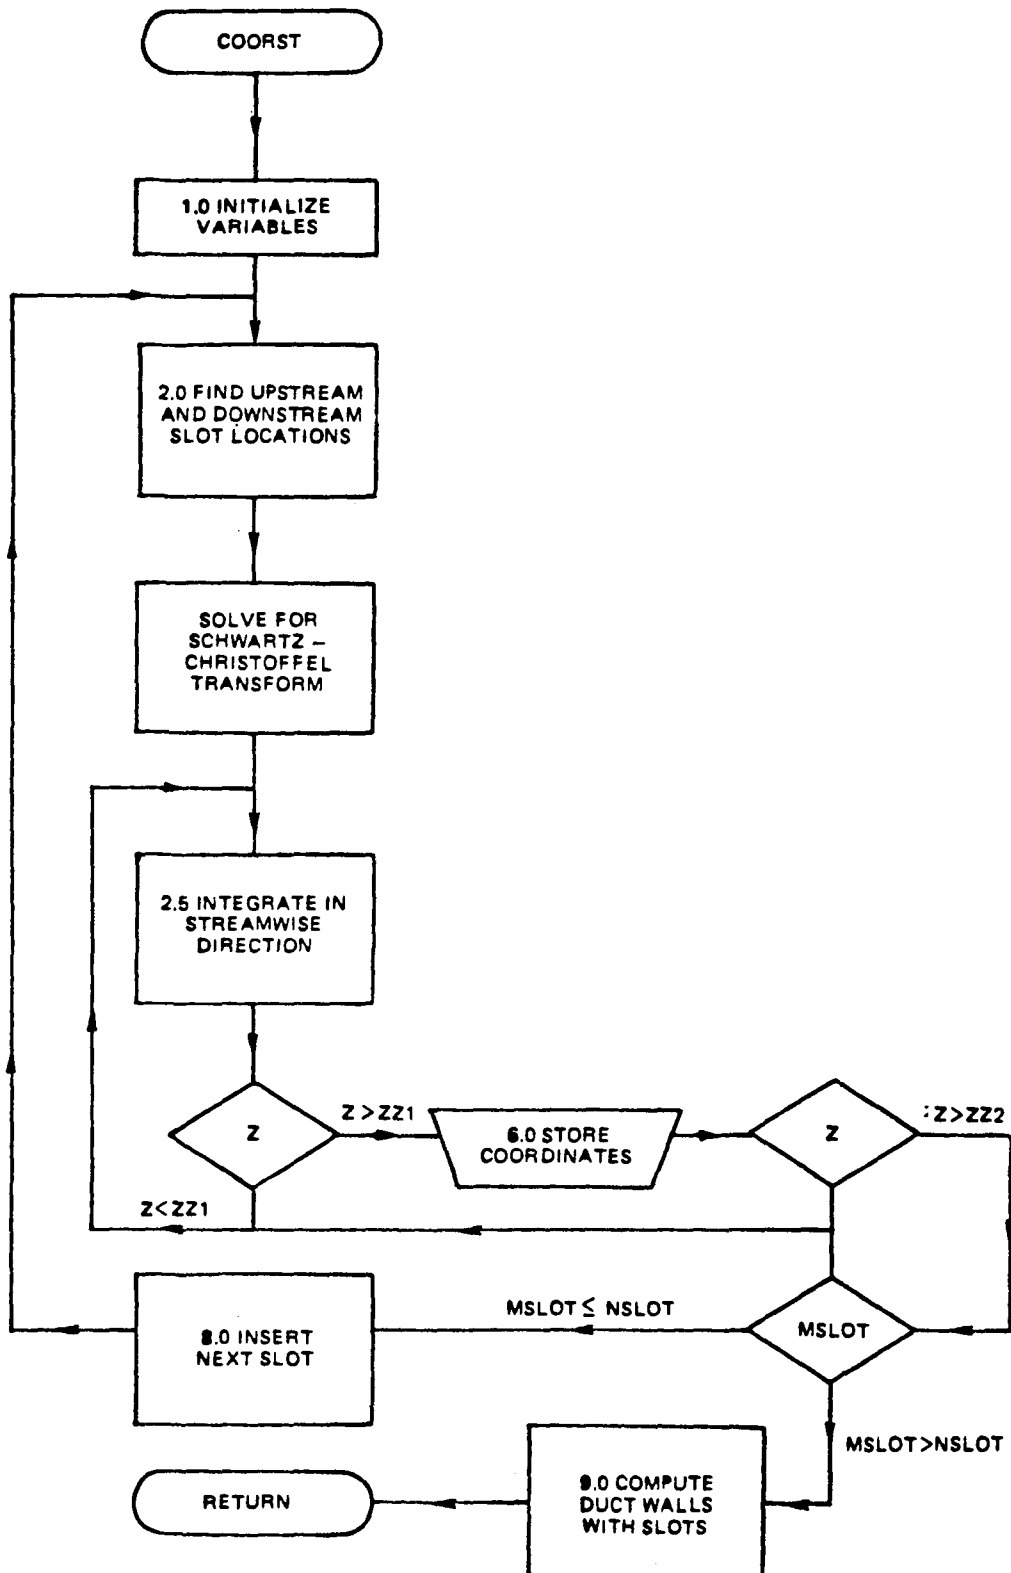 COORST
1.0 INITIALIZE
VARIABLES
2.0 FIND UPSTREAM
AND DOWNSTREAM
SLOT LOCATIONS
SOLVE FOR
SCHWARTZ –
CHRISTOFFEL
TRANSFORM
2.5 INTEGRATE IN
STREAMWISE
DIRECTION
Z
Z > ZZ1
6.0 STORE
COORDINATES
Z
Z>ZZ2
Z<ZZ1
8.0 INSERT
NEXT SLOT
MSLOT ≤ NSLOT
MSLOT
MSLOT>NSLOT
9.0 COMPUTE
DUCT WALLS
WITH SLOTS
RETURN